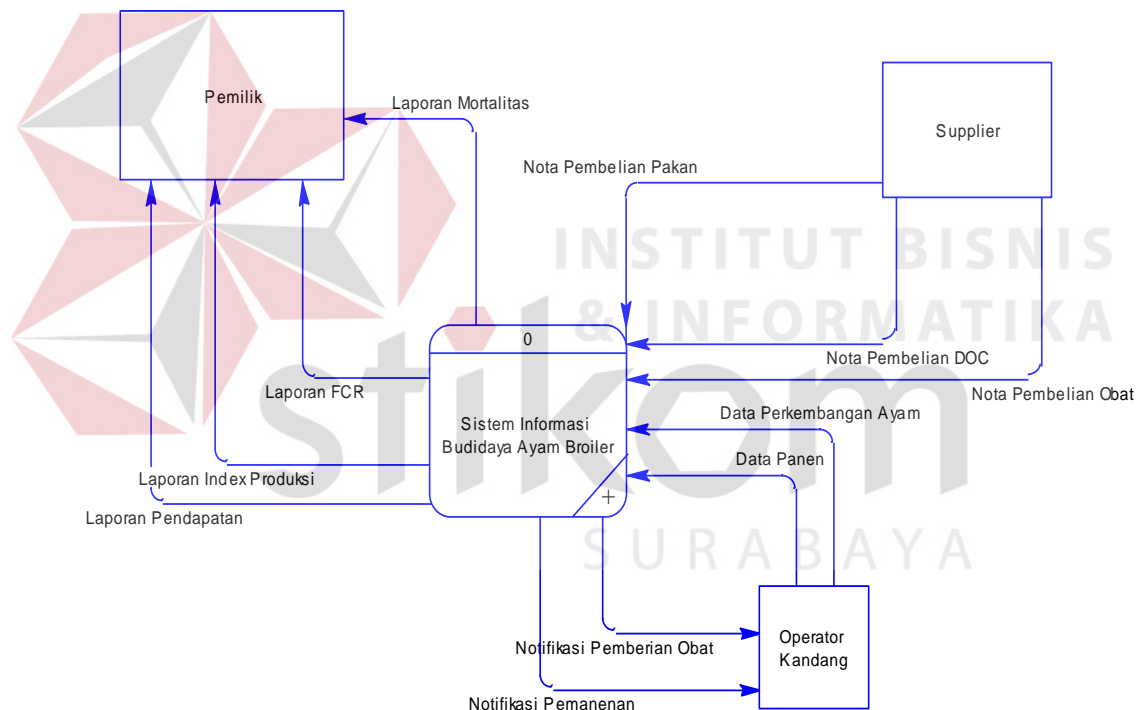 Pemilik
Laporan Mortalitas
Supplier
Nota Pembelian Pakan
INSTITUT BISNIS
& INFORMATIKA
0
Nota Pembelian DOC
Laporan FCR
Nota Pembelian Obat
stikom
Data Perkembangan Ayam
Sistem Informasi
Budidaya Ayam Broiler
Data Panen
Laporan Index Produksi
+
Laporan Pendapatan
SURABAYA
Operator
Kandang
Notifikasi Pemberian Obat
Notifikasi Pemanenan